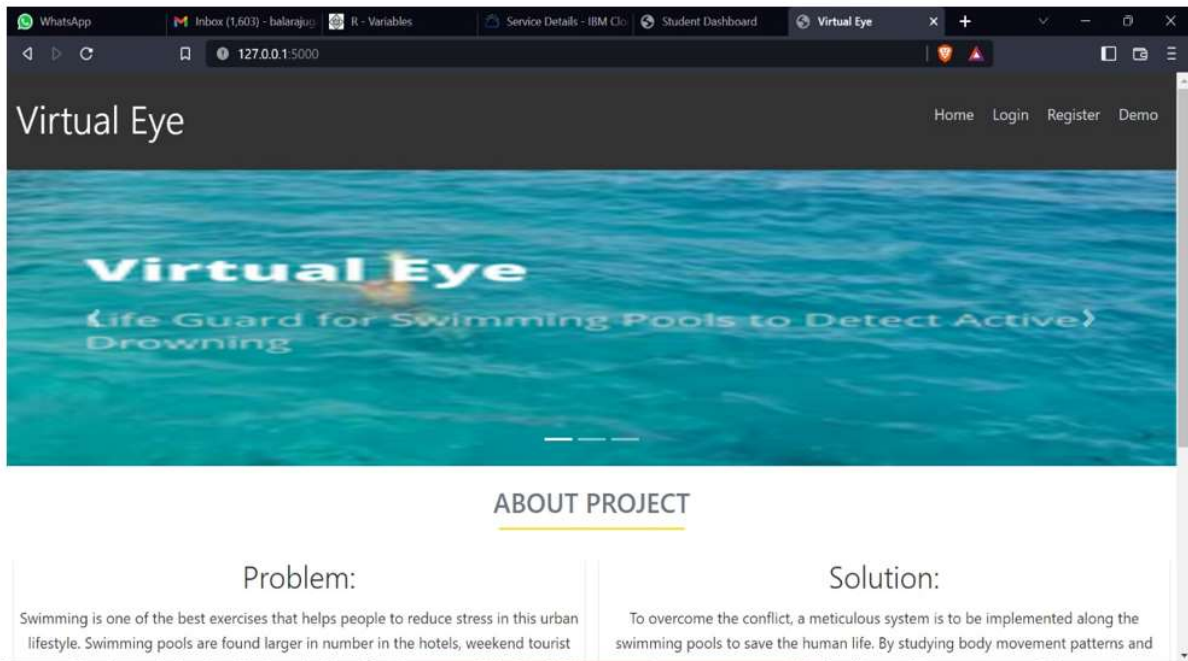 WhatsApp
Inbox (1,603) - balarajug
R - Variables
Service Details - IBM Clo
Student Dashboard
Virtual Eye
127.0.0.1:5000
Virtual Eye
Home Login Register Demo
Virtual Eye
Life Guard for Swimming Pools to Detect Active
Drowning
ABOUT PROJECT
Problem:
Swimming is one of the best exercises that helps people to reduce stress in this urban
lifestyle. Swimming pools are found larger in number in the hotels, weekend tourist
Solution:
To overcome the conflict, a meticulous system is to be implemented along the
swimming pools to save the human life. By studying body movement patterns and